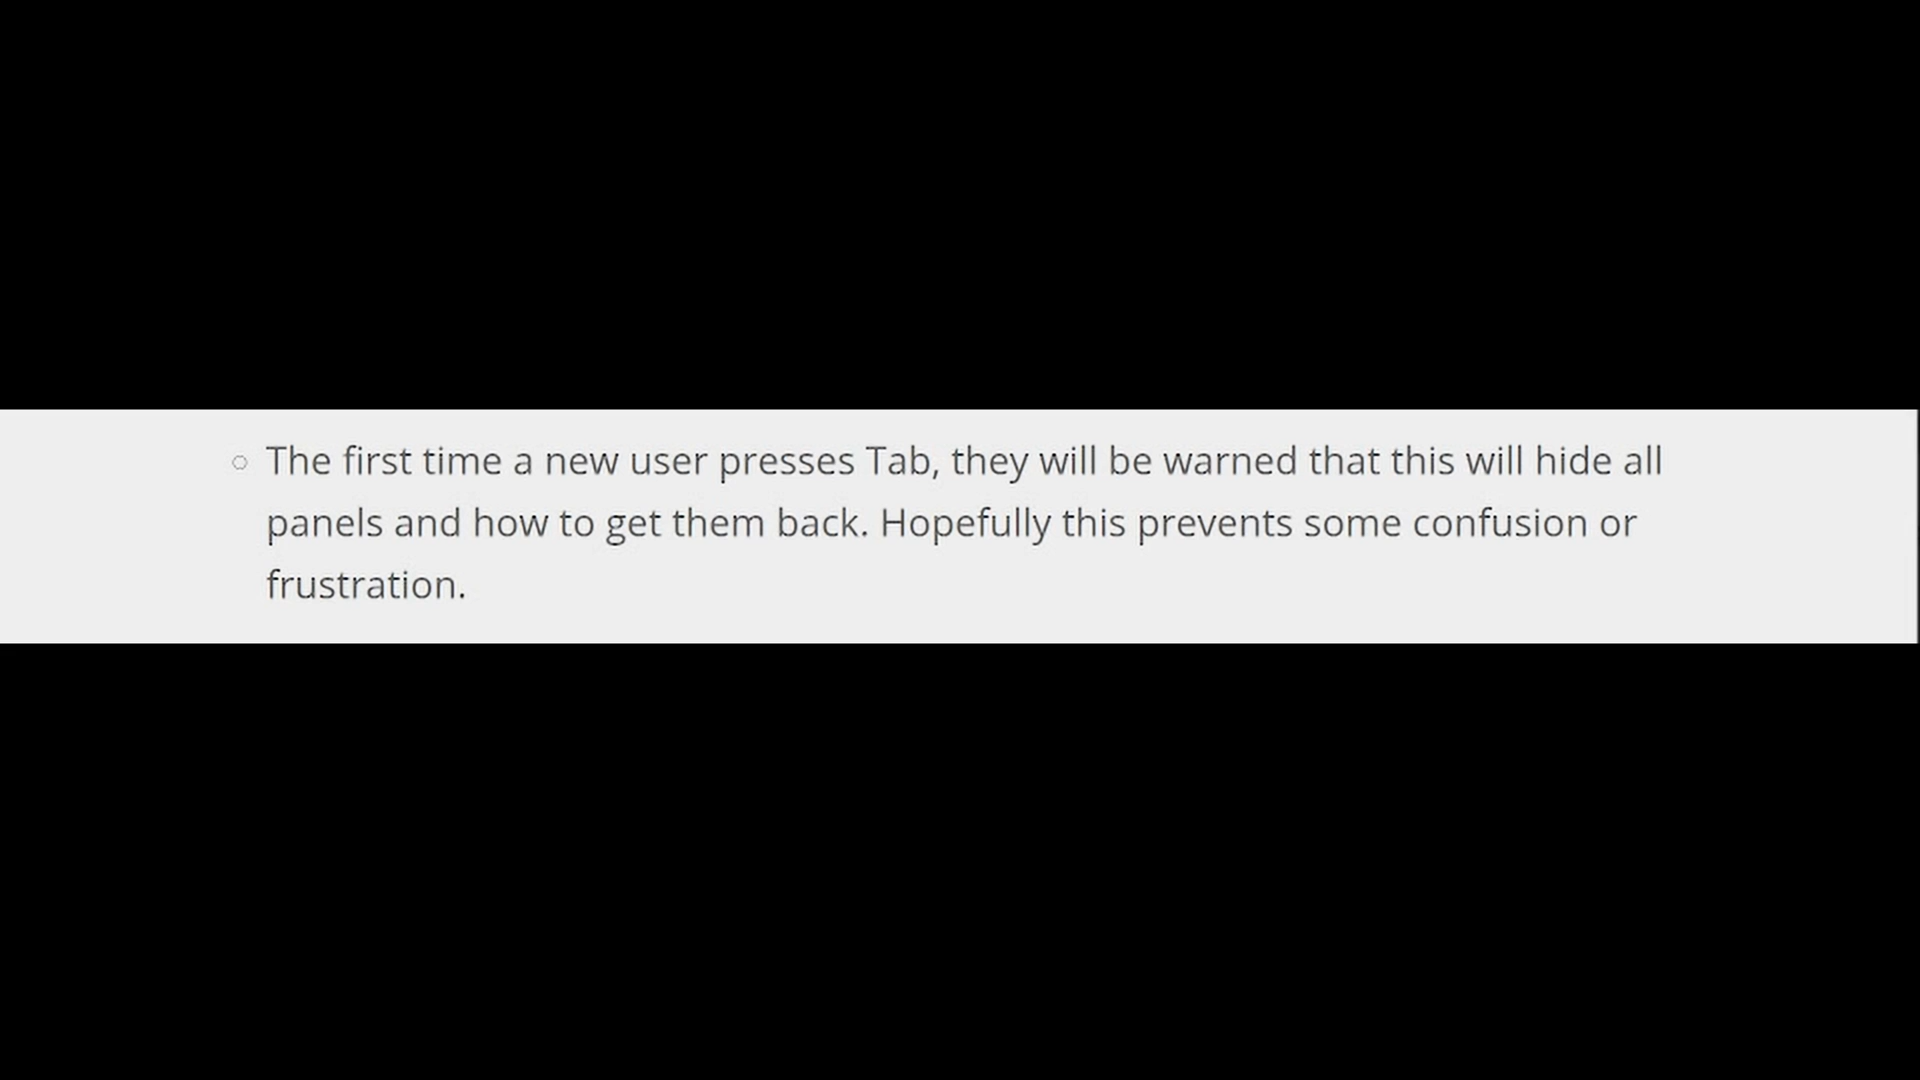 The first time a new user presses Tab, they will be warned that this will hide all
panels and how to get them back. Hopefully this prevents some confusion or
frustration.